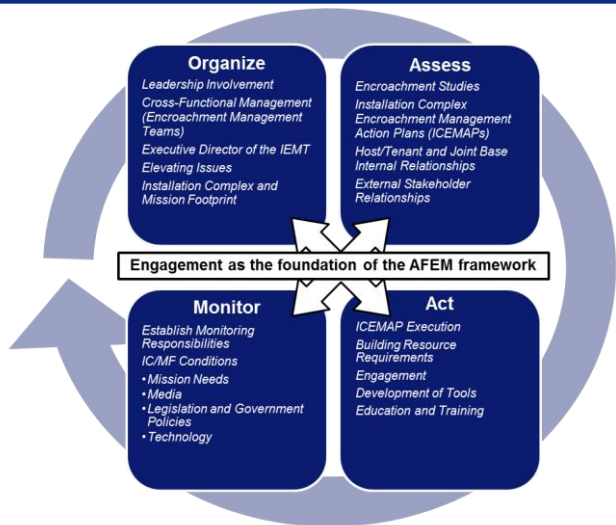 Organize
Leadership Involvement
Cross-Functional Management
(Encroachment Management
Teams)
Executive Director of the IEMT
Elevating Issues
Installation Complex and
Mission Footprint
Assess
Encroachment Studies
Installation Complex
Encroachment Management
Action Plans (ICEMAPs)
Host/Tenant and Joint Base
Internal Relationships
External Stakeholder
Relationships
Engagement as the foundation of the AFEM framework
Monitor
Establish Monitoring
Responsibilities
IC/MF Conditions
• Mission Needs
• Media
• Legislation and Government
Policies
• Technology
Act
ICEMAP Execution
Building Resource
Requirements
Engagement
Development of Tools
Education and Training